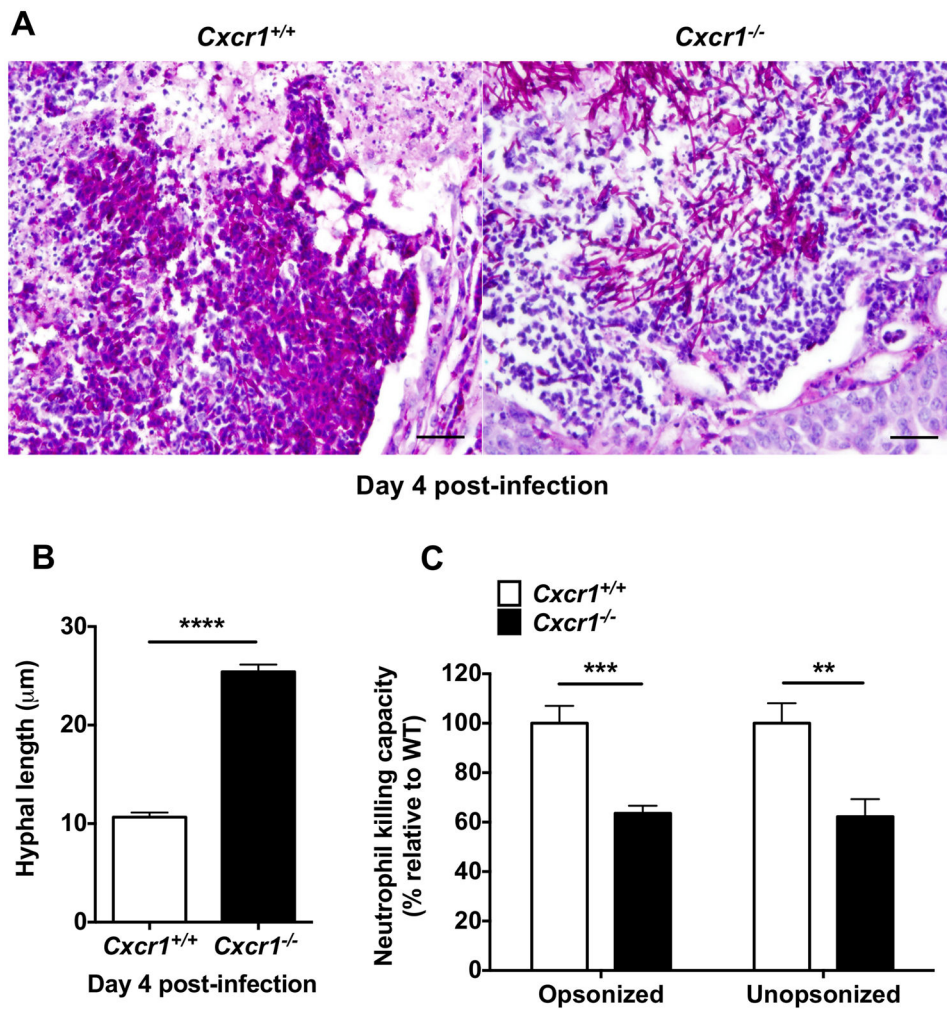 A
Cxcr1+/+
Cxcr1-/-
Day 4 post-infection
B
****
Hyphal length (μm)
30
20
10
0
Cxcr1+/+ Cxcr1-/-
Day 4 post-infection
C
Cxcr1+/+
Cxcr1-/-
Neutrophil killing capacity
(% relative to WT)
120
100
80
60
40
20
0
***
**
Opsonized
Unopsonized